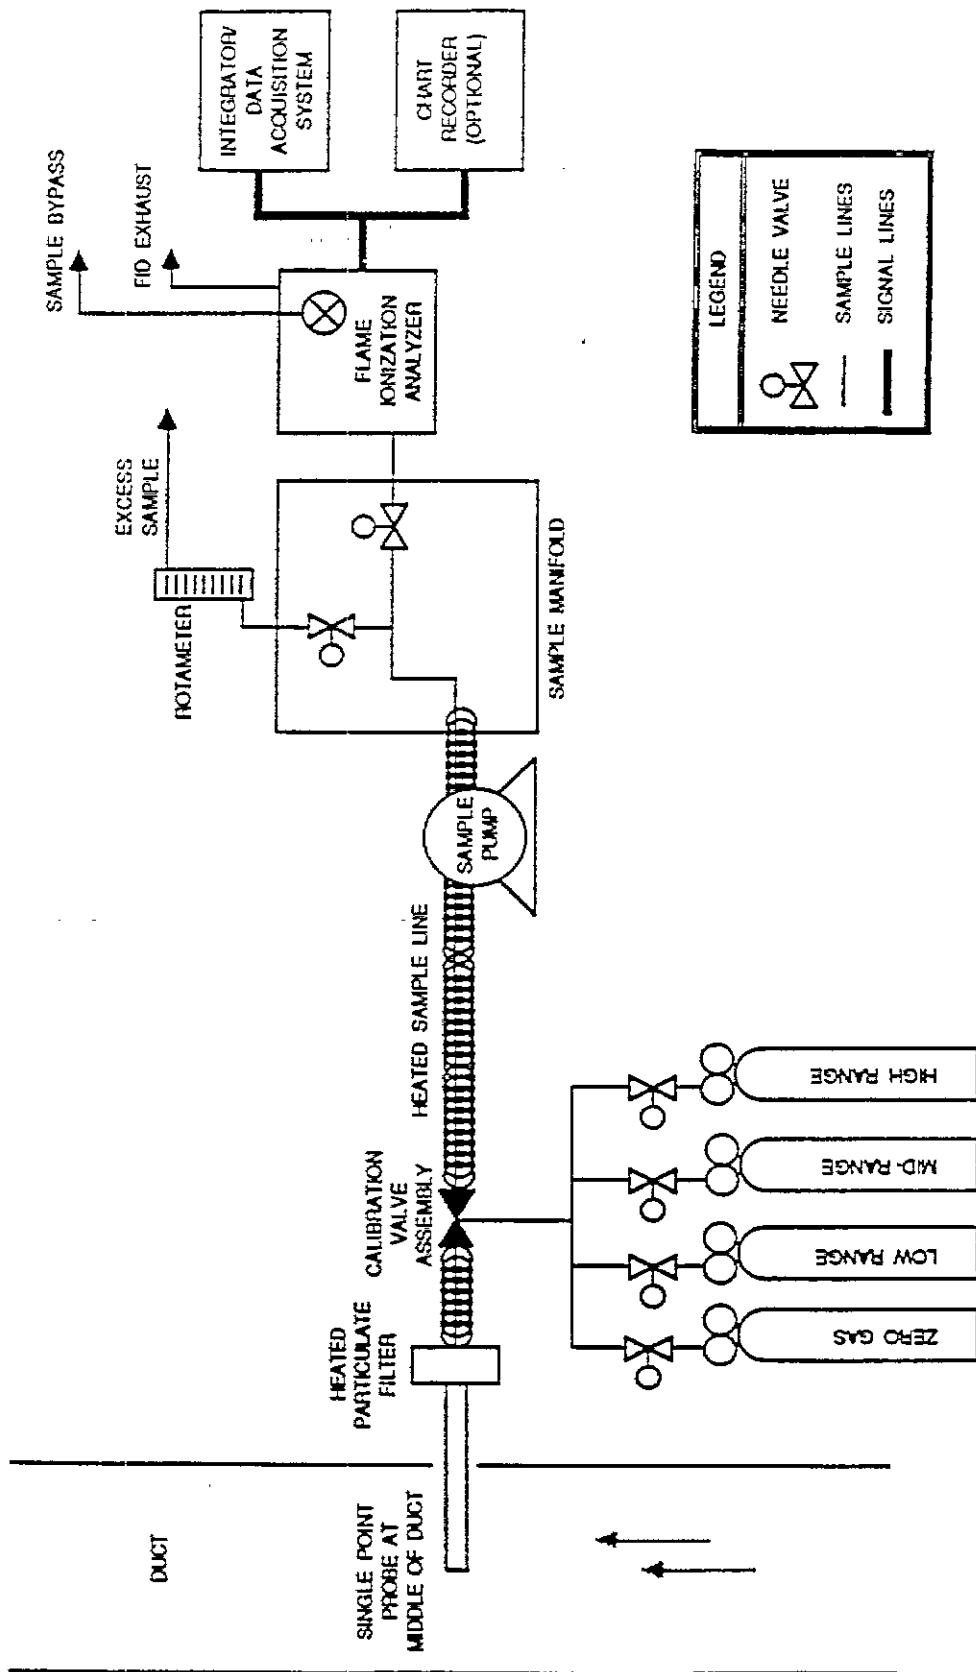 DUCT
SINGLE POINT
PROBE AT
MIDDLE OF DUCT
HEATED
PARTICULATE
FILTER
CALIBRATION
VALVE
ASSEMBLY
HEATED SAMPLE LINE
SAMPLE
PUMP
ROTAMETER
EXCESS
SAMPLE
SAMPLE MANIFOLD
SAMPLE BYPASS
FID EXHAUST
FLAME
IONIZATION
ANALYZER
INTEGRATOR/
DATA
ACQUISITION
SYSTEM
CHART
RECORDER
(OPTIONAL)
ZERO GAS
LOW RANGE
MID-RANGE
HIGH RANGE
LEGEND
NEEDLE VALVE
SAMPLE LINES
SIGNAL LINES